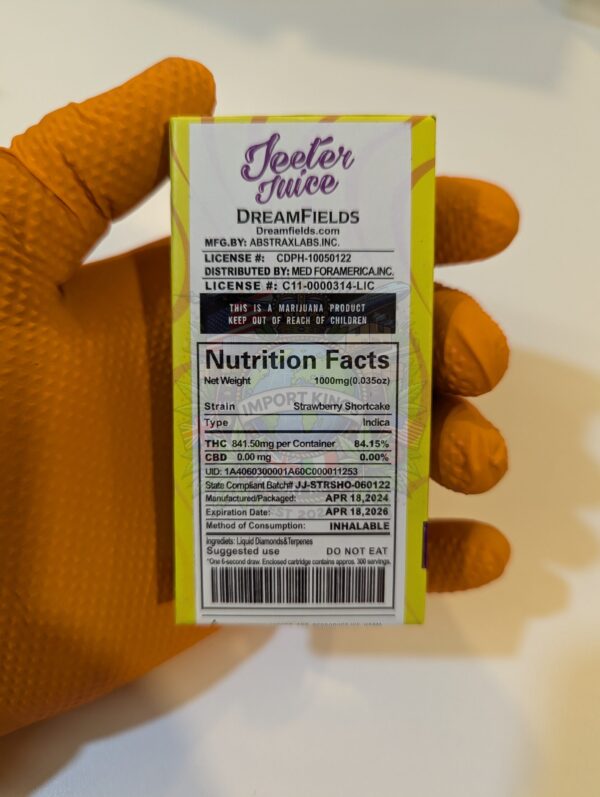 Jeeter
Juice
DREAMFIELDS
Dreamfields.com
MFG.BY: ABSTRAXLABS.INC.
LICENSE #: CDPH-10050122
DISTRIBUTED BY: MED FORAMERICA.INC.
LICENSE #: C11-0000314-LIC
THIS IS A MARIJUANA PRODUCT
KEEP OUT OF REACH OF CHILDREN
Nutrition Facts
Net Weight 1000mg(0.035oz)
IMPORT KING
Strain Strawberry Shortcake
Type Indica
THC 841.50mg per Container 84.15%
CBD 0.00 mg 0.00%
UID: 1A4060300001A60C000011253
State Compliant Batch# JJ-STRSHO-060122
Manufactured/Packaged: APR 18,2024
Expiration Date: APR 18,2026
Method of Consumption: INHALABLE
ingrediets: Liquid Diamonds&Terpenes
Suggested use DO NOT EAT
*One 6-second draw. Enclosed cartridge contains approx. 300 servings.